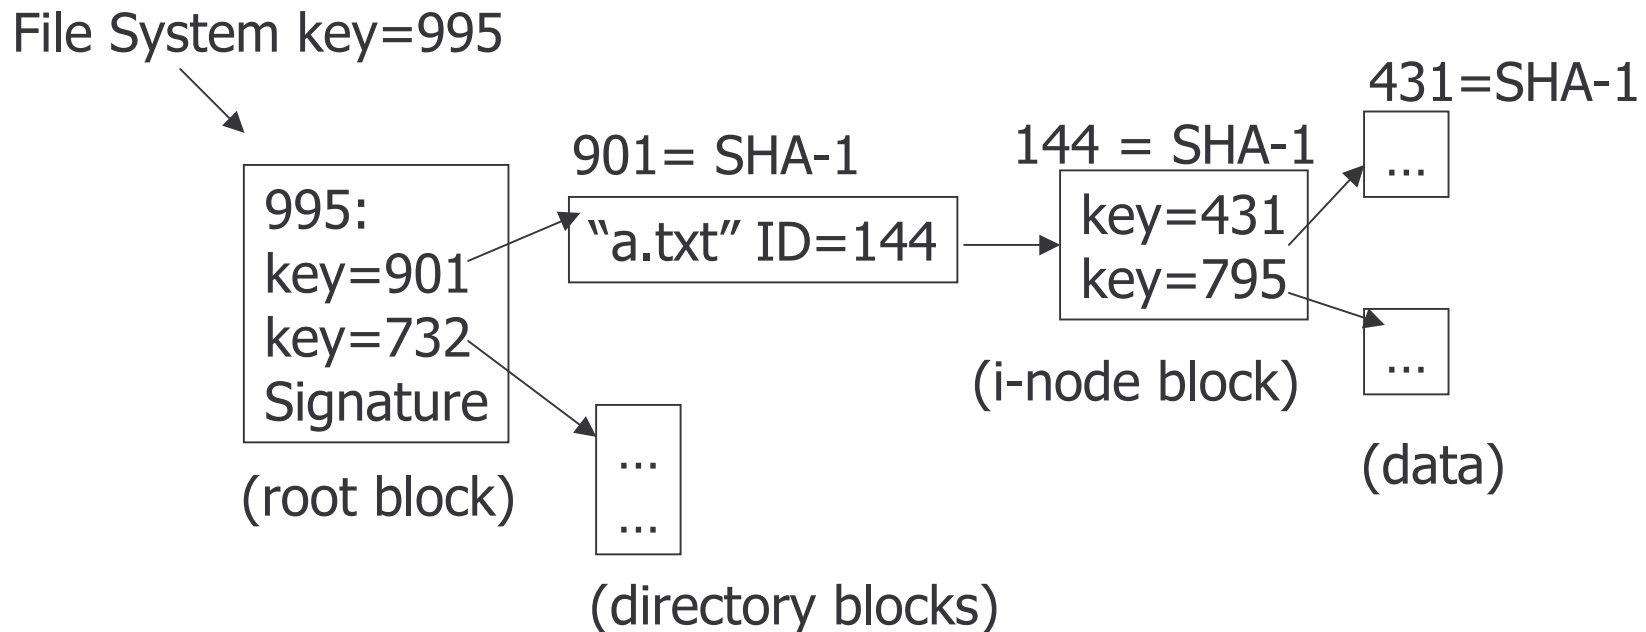 File System key=995
995:
key=901
key=732
Signature
(root block)
901= SHA-1
“a.txt” ID=144
...
...
(directory blocks)
144 = SHA-1
key=431
key=795
(i-node block)
431=SHA-1
...
...
(data)